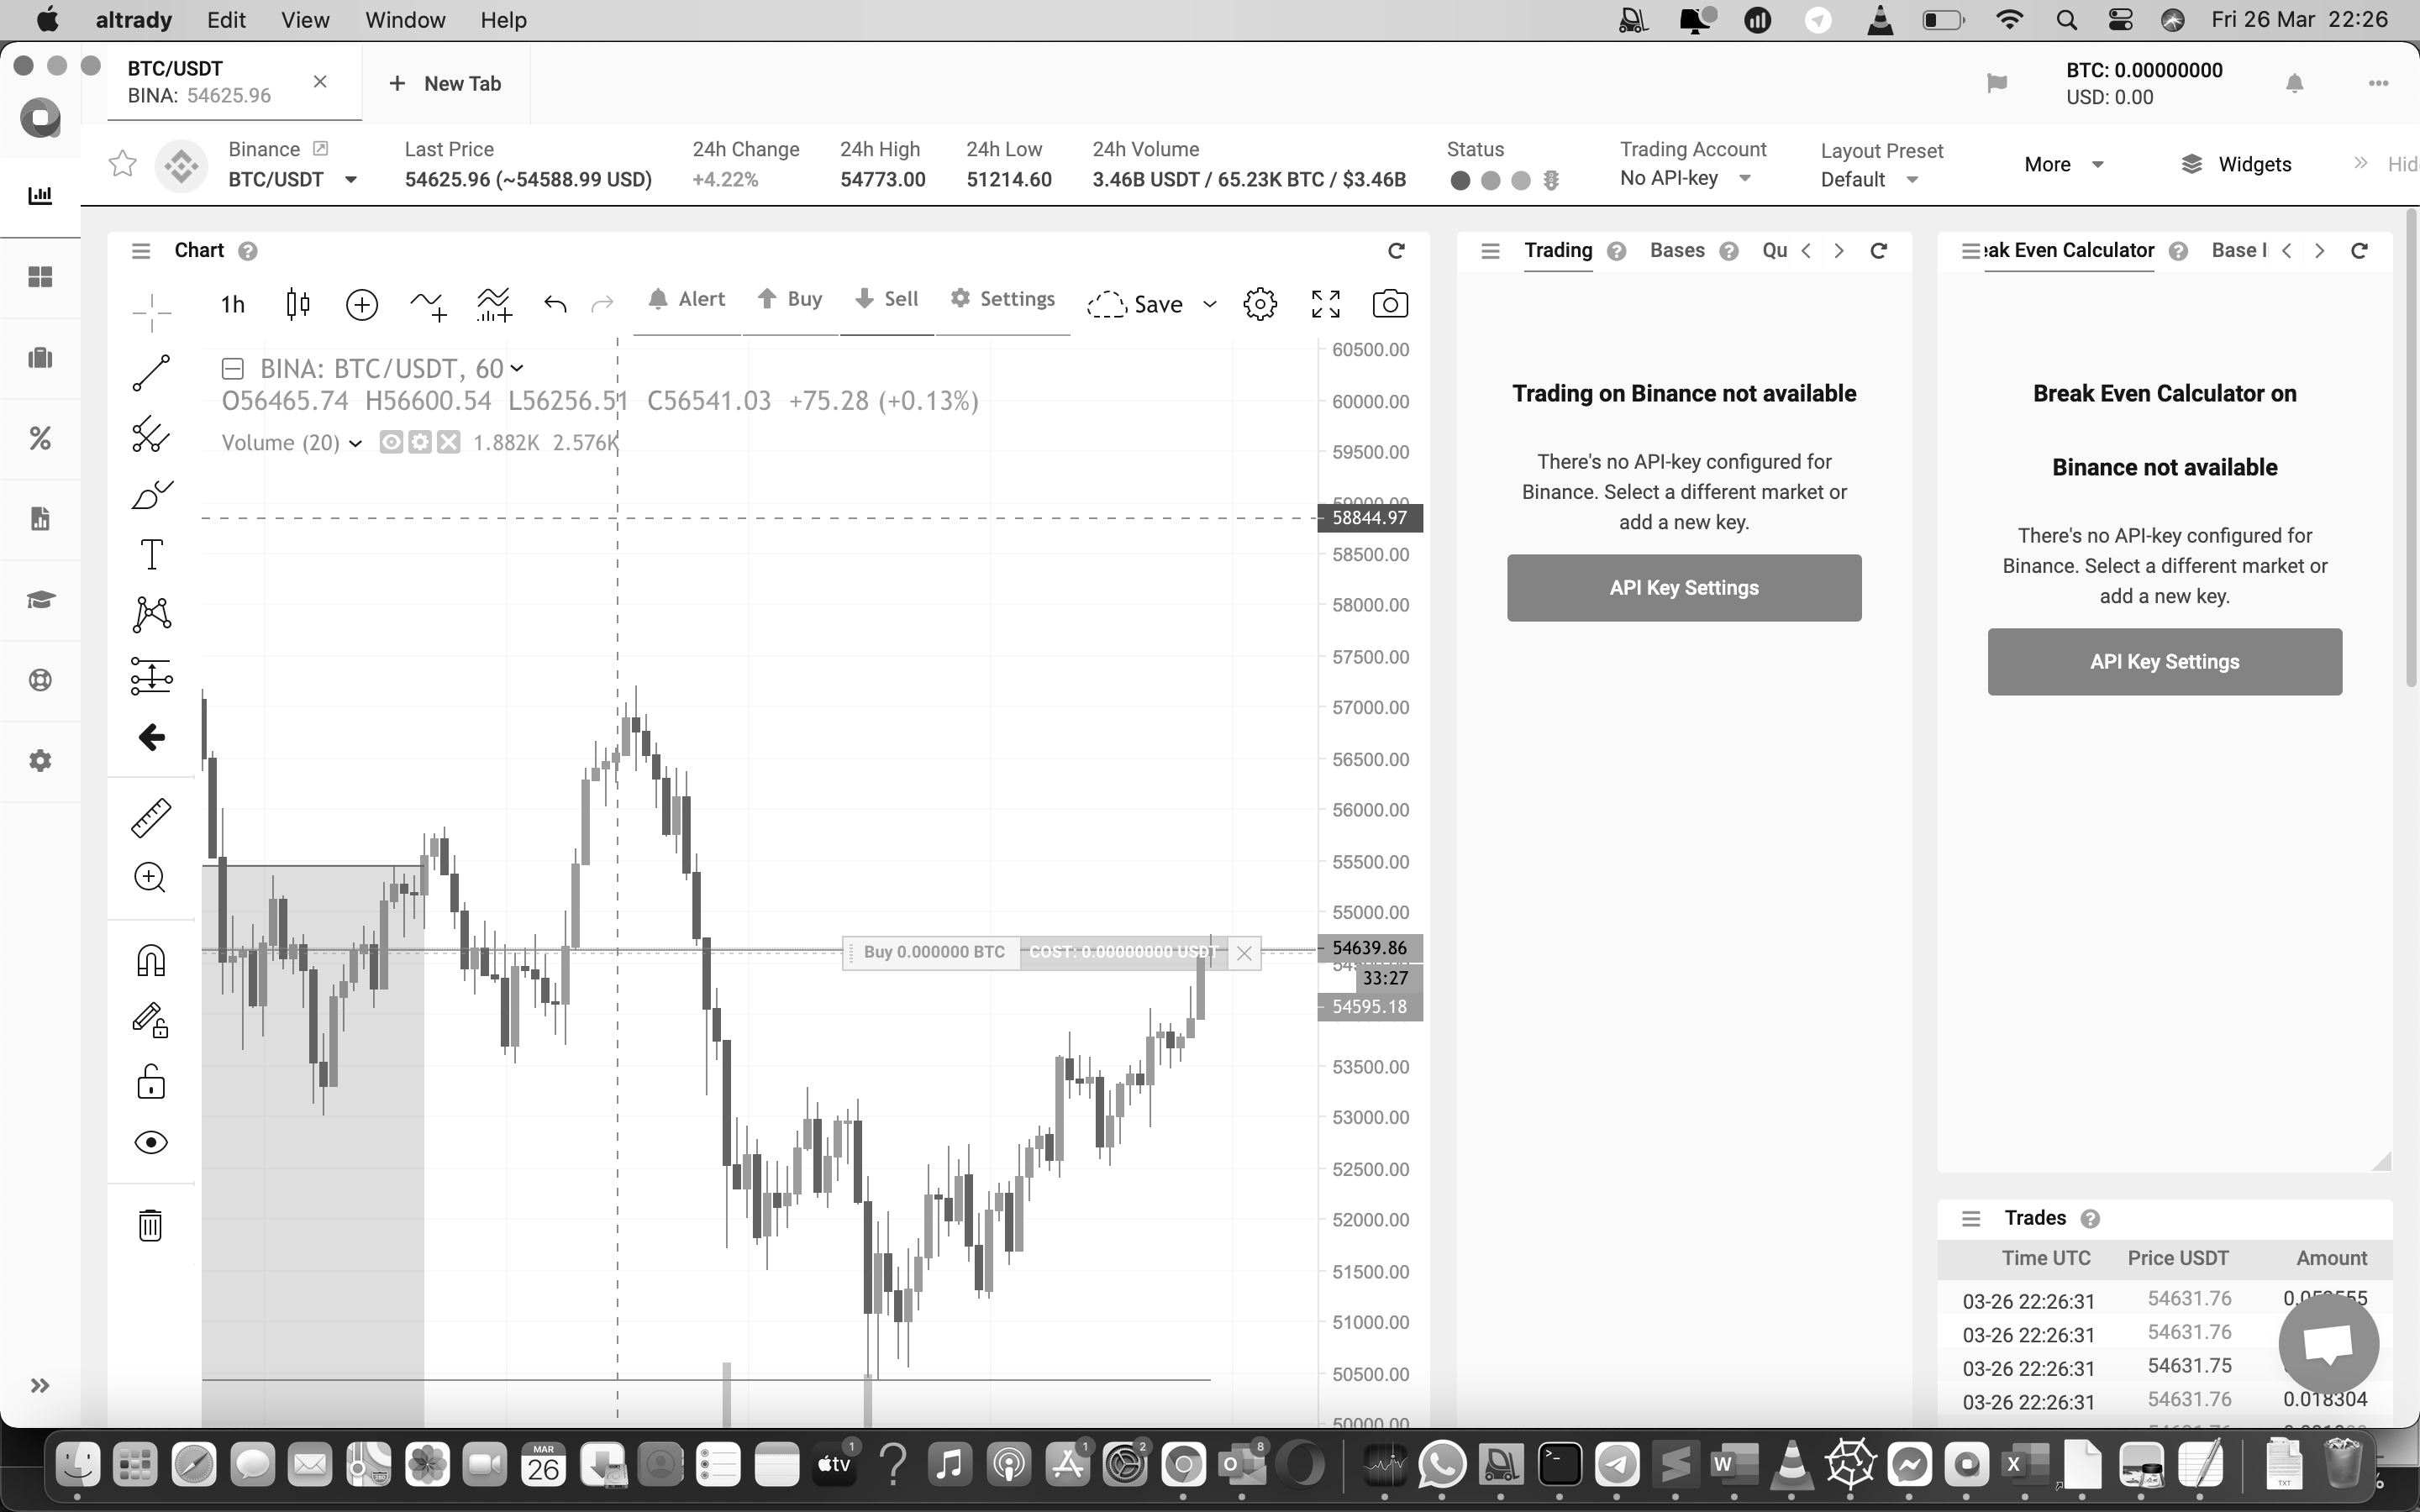 altrady Edit View Window Help Fri 26 Mar 22:26
BTC/USDT
BINA: 54625.96
New Tab
BTC: 0.00000000
USD: 0.00
Binance
BTC/USDT
Last Price
54625.96 (~54588.99 USD)
24h Change
+4.22%
24h High
54773.00
24h Low
51214.60
24h Volume
3.46B USDT / 65.23K BTC / $3.46B
Status
Trading Account
No API-key
Layout Preset
Default
More
Widgets
Hid
Chart
1h
Alert
Buy
Sell
Settings
Save
BINA: BTC/USDT, 60
O56465.74 H56600.54 L56256.51 C56541.03 +75.28 (+0.13%)
Volume (20) 1.882K 2.576K
60500.00
60000.00
59500.00
59000.00
58844.97
58500.00
58000.00
57500.00
57000.00
56500.00
56000.00
55500.00
55000.00
54639.86
33:27
54595.18
53500.00
53000.00
52500.00
52000.00
51500.00
51000.00
50500.00
50000.00
Buy 0.000000 BTC
COST: 0.00000000 USDT
Trading Bases Qu
Trading on Binance not available
There's no API-key configured for
Binance. Select a different market or
add a new key.
API Key Settings
eak Even Calculator Base I
Break Even Calculator on
Binance not available
There's no API-key configured for
Binance. Select a different market or
add a new key.
API Key Settings
Trades
Time UTC Price USDT Amount
03-26 22:26:31 54631.76
03-26 22:26:31 54631.76
03-26 22:26:31 54631.75
03-26 22:26:31 54631.76 0.018304
MAR
26
tv
1
1
2
8
W
X
TXT